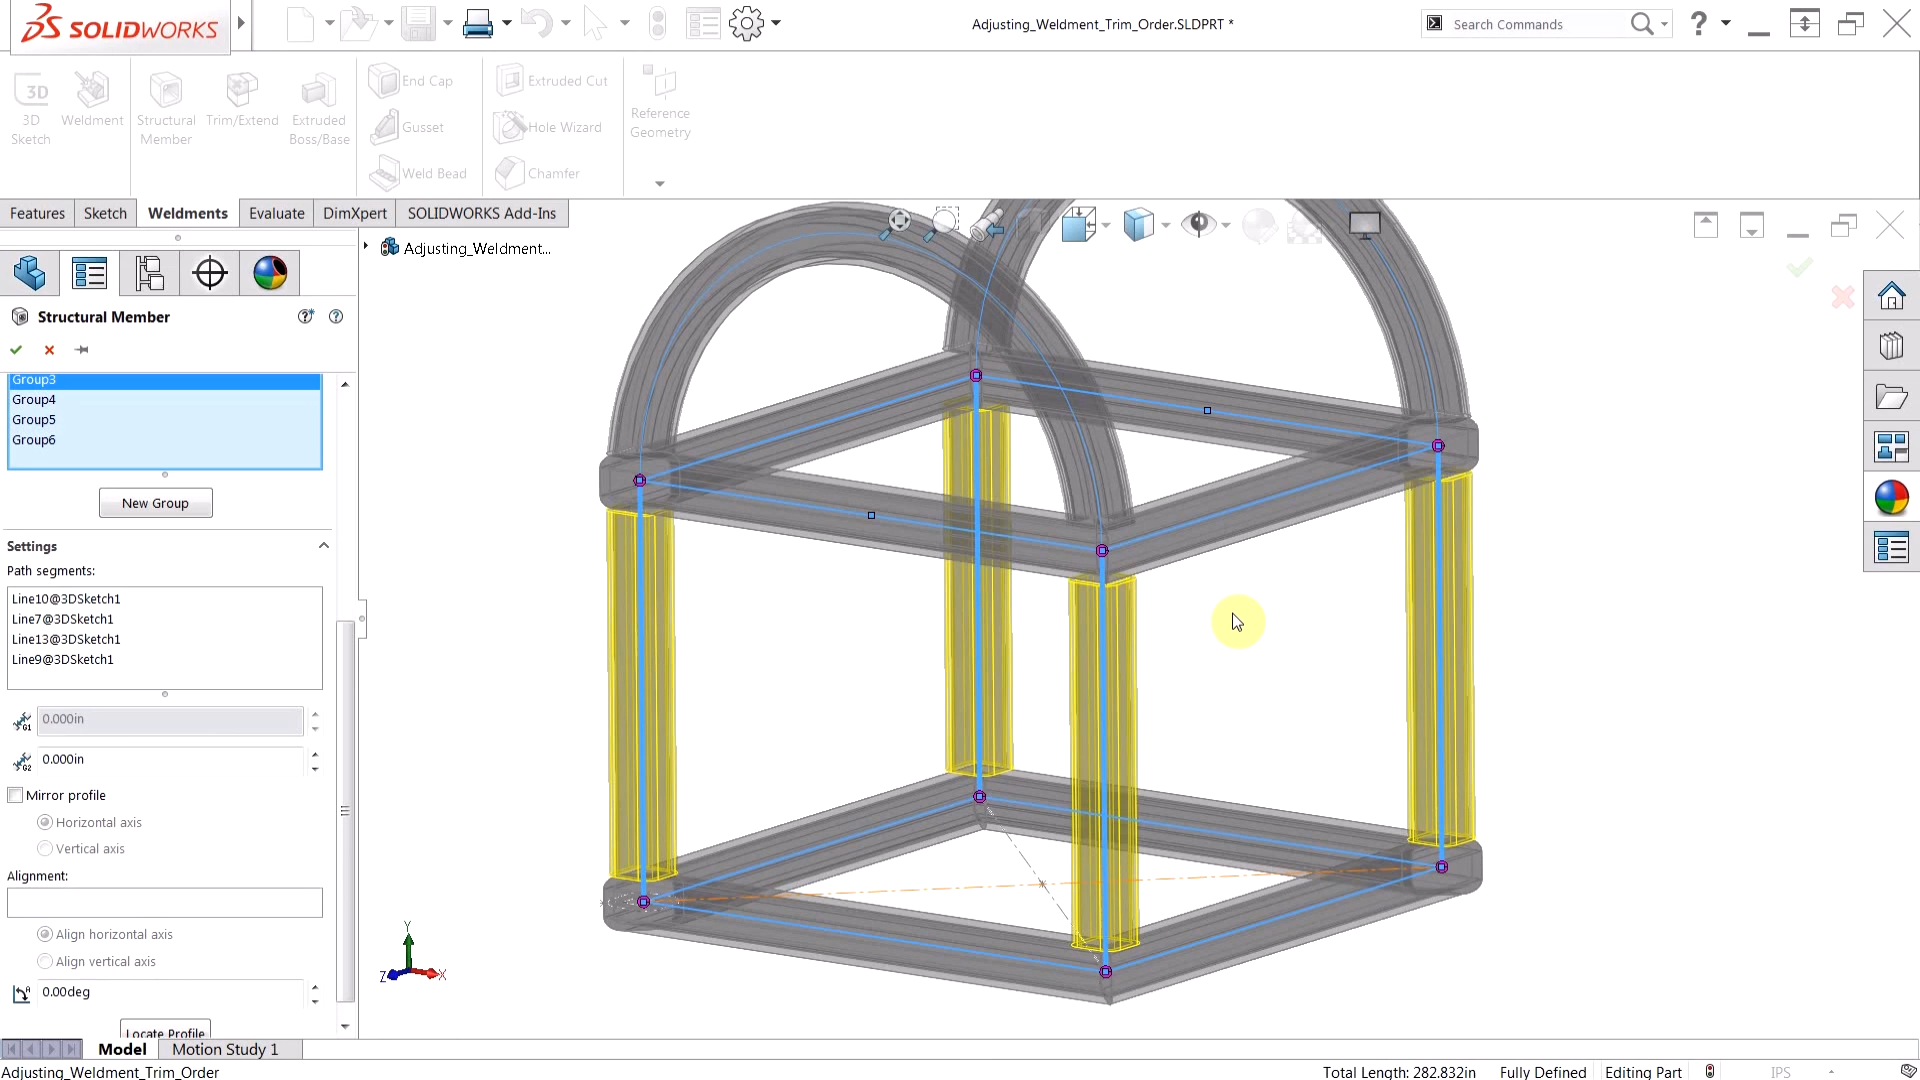 SOLIDWORKS
Adjusting_Weldment_Trim_Order.SLDPRT *
Search Commands
?
3D
3D Sketch
Weldment
Structural Member
Trim/Extend
Extruded Boss/Base
End Cap
Gusset
Weld Bead
Extruded Cut
Hole Wizard
Chamfer
Reference Geometry
Features
Sketch
Weldments
Evaluate
DimXpert
SOLIDWORKS Add-Ins
Adjusting_Weldment...
Structural Member
Group3
Group4
Group5
Group6
New Group
Settings
Path segments:
Line10@3DSketch1
Line7@3DSketch1
Line13@3DSketch1
Line9@3DSketch1
G1
0.000in
G2
0.000in
Mirror profile
Horizontal axis
Vertical axis
Alignment:
Align horizontal axis
Align vertical axis
0.00deg
Locate Profile
Y
Z
X
Model
Motion Study 1
Adjusting_Weldment_Trim_Order
Total Length: 282.832in
Fully Defined
Editing Part
IPS